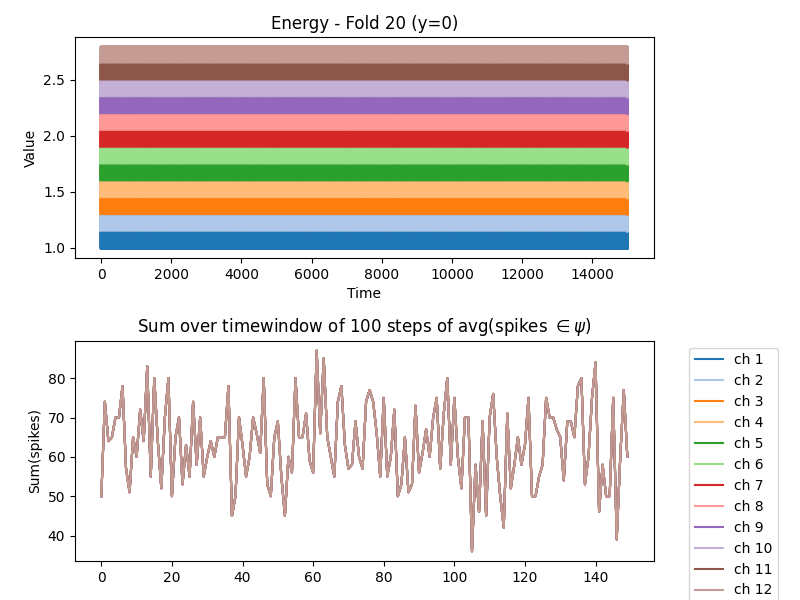 Energy - Fold 20 (y=0)
Value
2.5
2.0
1.5
1.0
0 2000 4000 6000 8000 10000 12000 14000
Time
Sum over timewindow of 100 steps of avg(spikes ∈ ψ)
Sum(spikes)
80
70
60
50
40
0 20 40 60 80 100 120 140
ch 1
ch 2
ch 3
ch 4
ch 5
ch 6
ch 7
ch 8
ch 9
ch 10
ch 11
ch 12